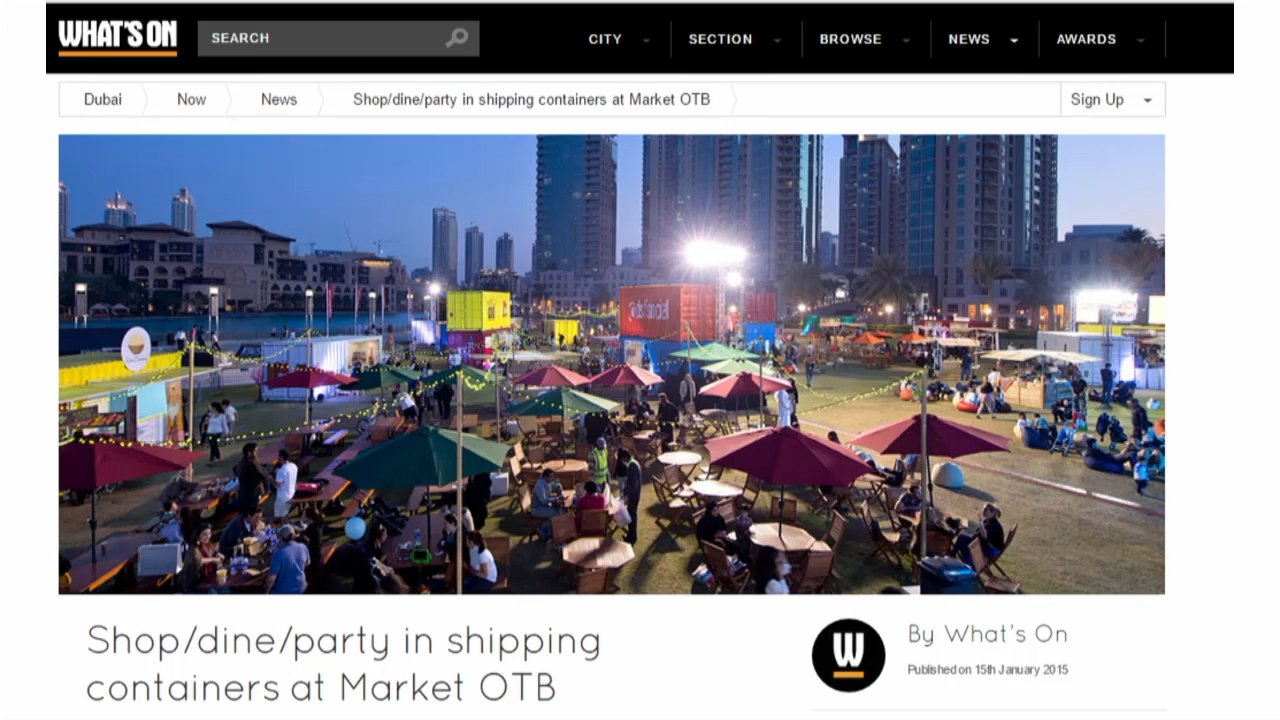 WHAT'S ON
SEARCH
CITY
SECTION
BROWSE
NEWS
AWARDS
Dubai
Now
News
Shop/dine/party in shipping containers at Market OTB
Sign Up
Shop/dine/party in shipping
containers at Market OTB
W
By What's On
Published on 15th January 2015